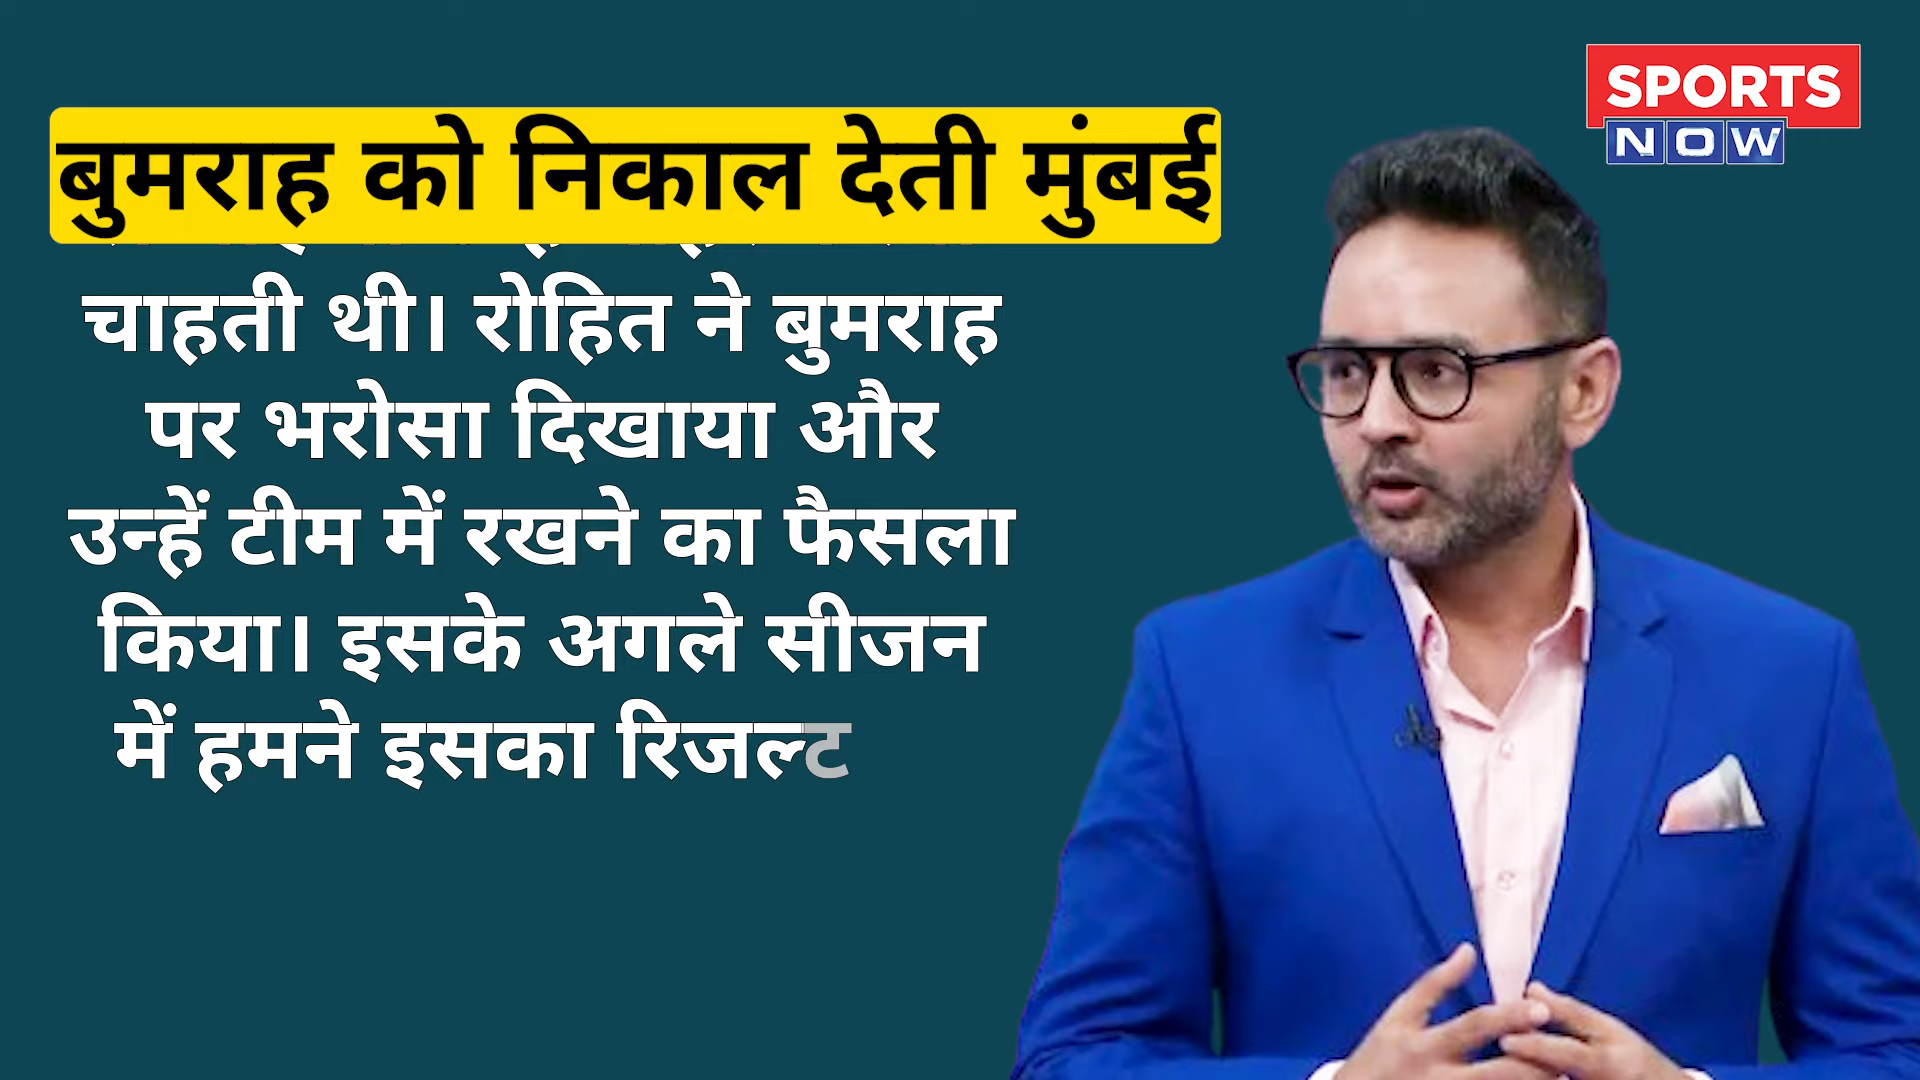 SPORTS
NOW
बुमराह को निकाल देती मुंबई
चाहती थी। रोहित ने बुमराह
पर भरोसा दिखाया और
उन्हें टीम में रखने का फैसला
किया। इसके अगले सीजन
में हमने इसका रिजल्ट